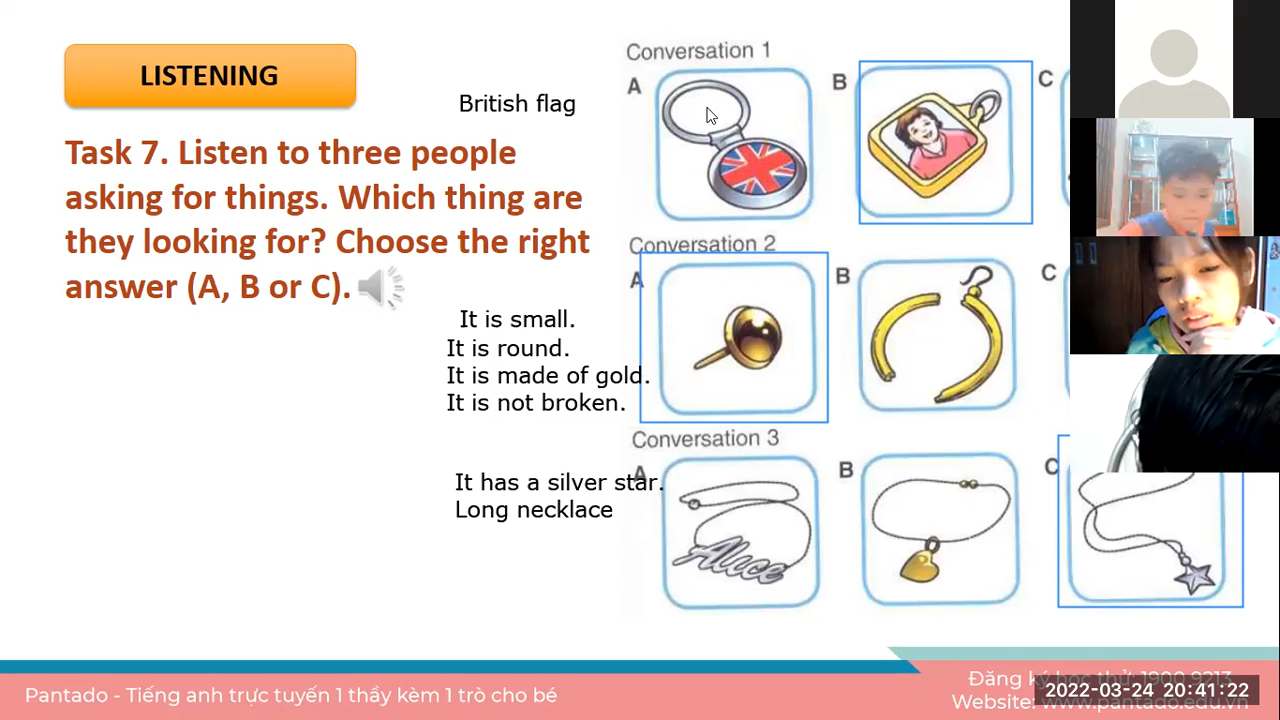 LISTENING
Task 7. Listen to three people
asking for things. Which thing are
they looking for? Choose the right
answer (A, B or C).
British flag
Conversation 1
A
B
C
It is small.
It is round.
It is made of gold.
It is not broken.
Conversation 2
A
B
C
It has a silver star.
Long necklace
Conversation 3
A
Alice
B
C
Pantado - Tiếng anh trực tuyến 1 thầy kèm 1 trò cho bé
Đăng ký học thử: 1900 9213
Website: www.pantado.edu.vn
2022-03-24 20:41:22